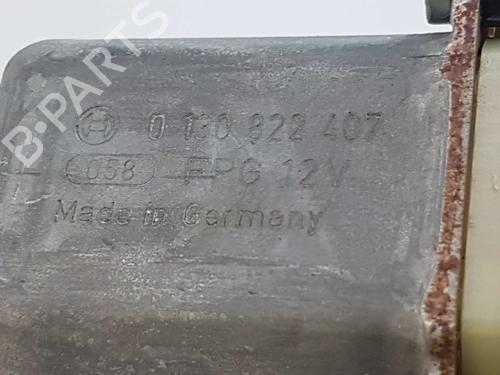 0 130 822 407
058 FPG 12V
Made in Germany
B-PARTS